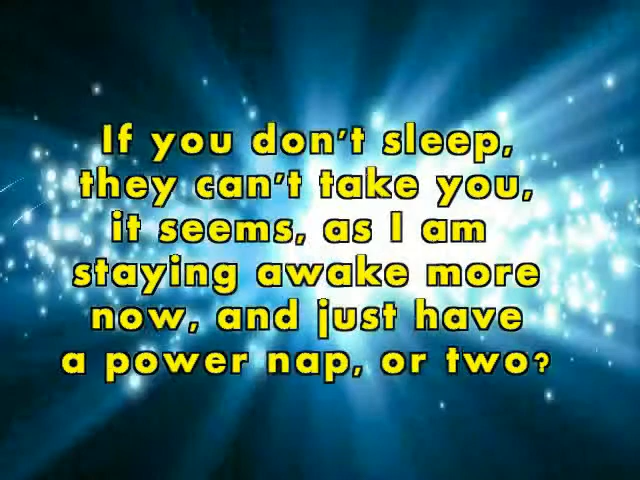 If you don't sleep,
they can't take you,
it seems, as I am
staying awake more
now, and just have
a power nap, or two?